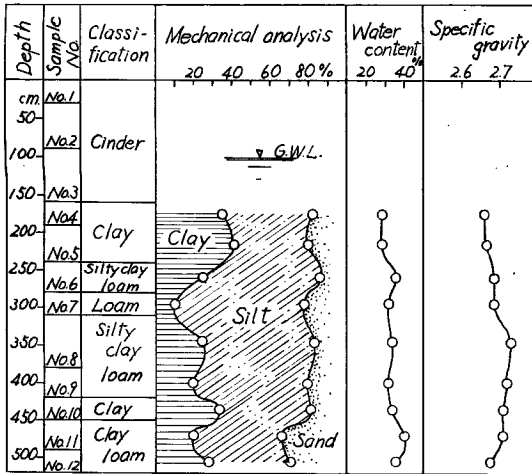 Depth
Sample No.
Classi-
fication
Mechanical analysis
20 60 80%
Water
content
%
20 40
Specific
gravity
2.6 2.7
cm.
50
100
150
200
250
300
350
400
450
500
No.1
No.2
No.3
No.4
No.5
No.6
No.7
No.8
No.9
No.10
No.11
No.12
Cinder
Clay
Silty clay
loam
Loam
Silty
clay
loam
Clay
Clay
loam
G.W.L.
Clay
Silt
Sand